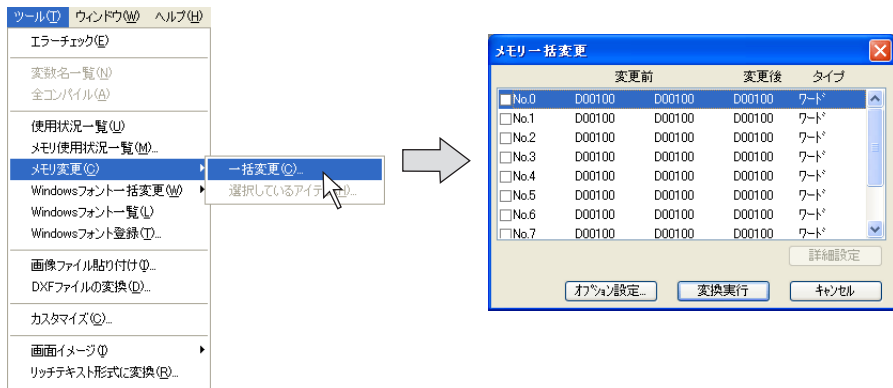 ツール(T) ウィンドウ(W) ヘルプ(H)
エラーチェック(E)
変数名一覧(N)
全コンパイル(A)
使用状況一覧(U)
メモリ使用状況一覧(M)...
メモリ変更(C)
一括変更(C)...
Windowsフォント一括変更(W)
選択しているアイテ
Windowsフォント一覧(L)
Windowsフォント登録(T)...
画像ファイル貼り付け(I)...
DXFファイルの変換(D)...
カスタマイズ(C)...
画面イメージ(I)
リッチテキスト形式に変換(R)...
メモリ一括変更
変更前 変更後 タイプ
No.0 D00100 D00100 D00100 ワード
No.1 D00100 D00100 D00100 ワード
No.2 D00100 D00100 D00100 ワード
No.3 D00100 D00100 D00100 ワード
No.4 D00100 D00100 D00100 ワード
No.5 D00100 D00100 D00100 ワード
No.6 D00100 D00100 D00100 ワード
No.7 D00100 D00100 D00100 ワード
詳細設定
オプション設定... 変換実行 キャンセル